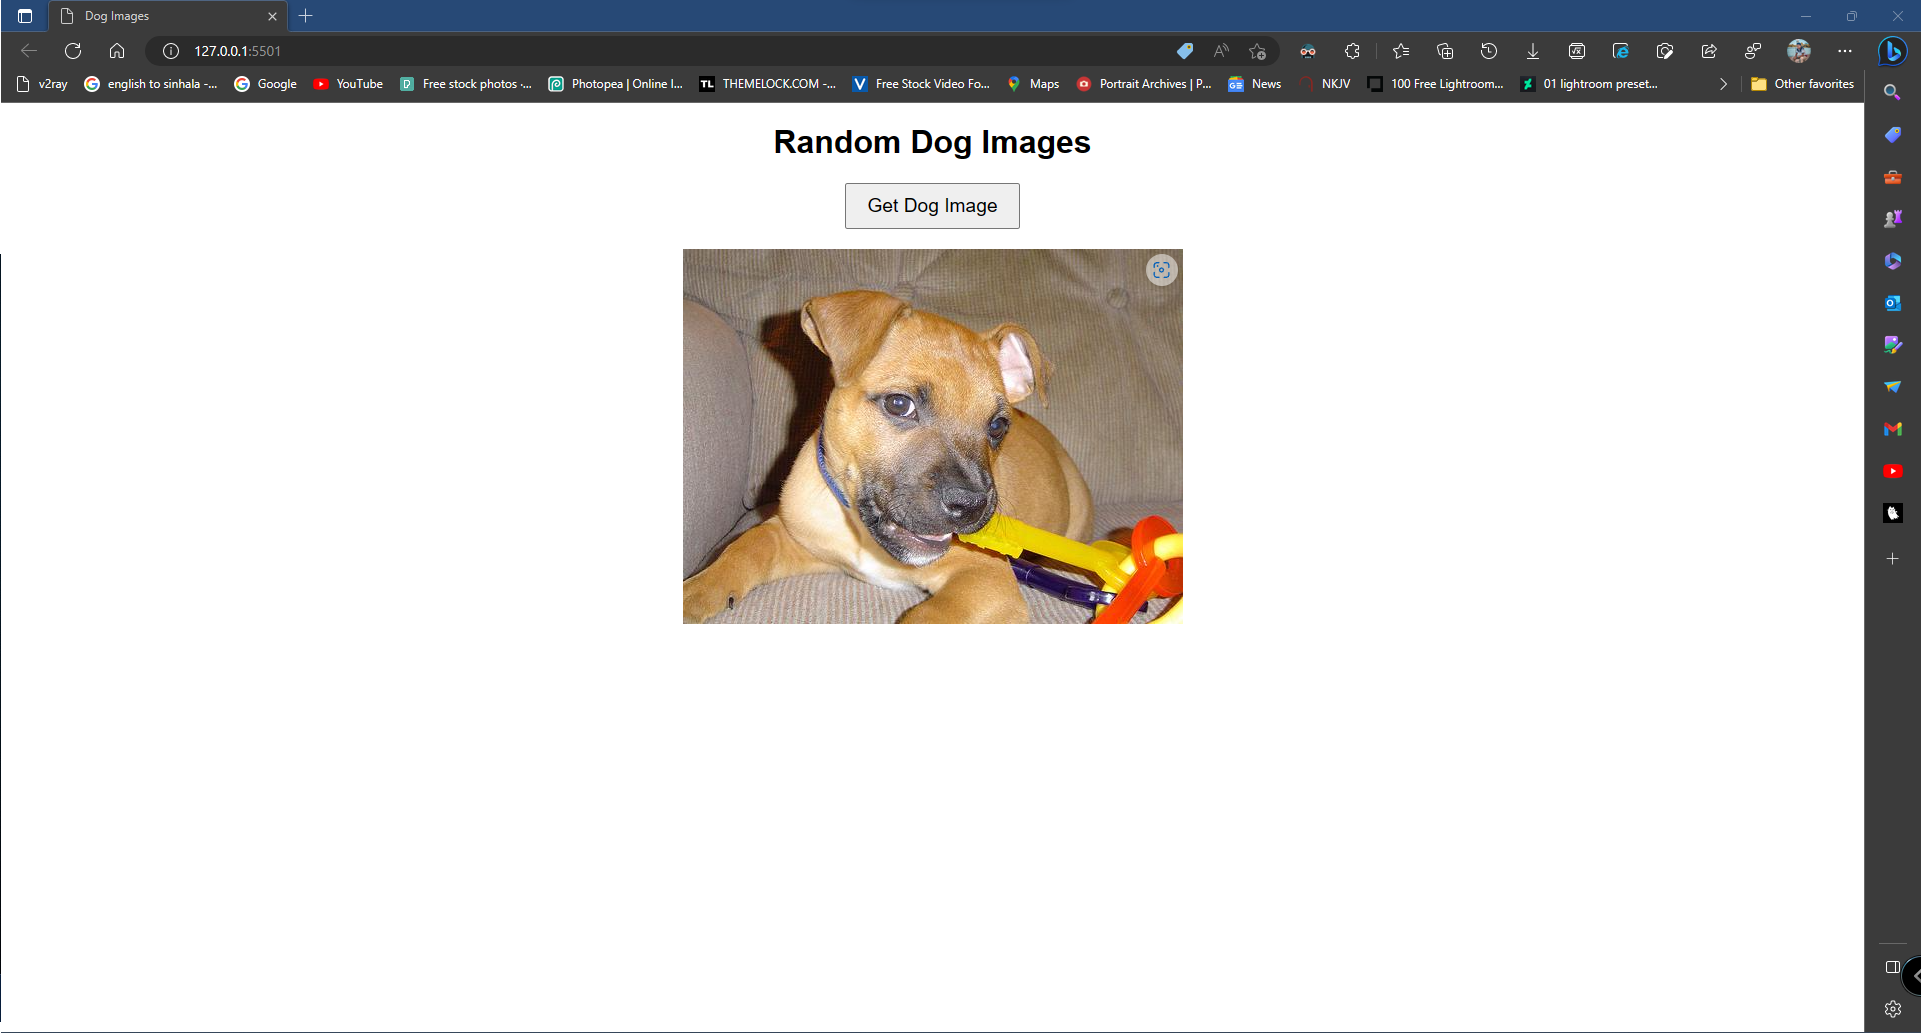 Dog Images
127.0.0.1:5501
v2ray
english to sinhala -...
Google
YouTube
Free stock photos ·...
Photopea | Online I...
TL
THEMELOCK.COM –...
V
Free Stock Video Fo...
Maps
Portrait Archives | P...
GE
News
NKJV
100 Free Lightroom...
01 lightroom preset...
Other favorites
Random Dog Images
Get Dog Image